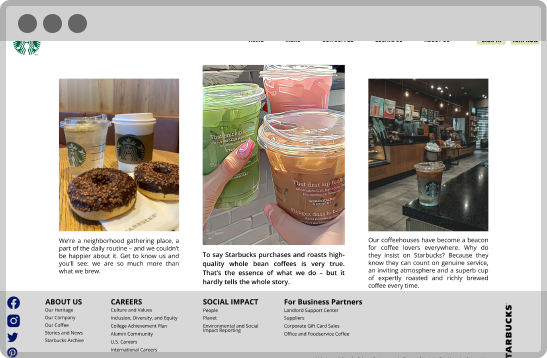 We're a neighborhood gathering place, a
part of the daily routine – and we couldn't
be happier about it. Get to know us and
you'll see: we are so much more than
what we brew.
To say Starbucks purchases and roasts high-
quality whole bean coffees is very true.
That's the essence of what we do – but it
hardly tells the whole story.
Our coffeehouses have become a beacon
for coffee lovers everywhere. Why do
they insist on Starbucks? Because they
know they can count on genuine service,
an inviting atmosphere and a superb cup
of expertly roasted and richly brewed
coffee every time.
ABOUT US
Our Heritage
Our Company
Our Coffee
Stories and News
Starbucks Archive
CAREERS
Culture and Values
Inclusion, Diversity, and Equity
College Achievement Plan
Alumni Community
U.S. Careers
International Careers
SOCIAL IMPACT
People
Planet
Environmental and Social
Impact Reporting
For Business Partners
Landlord Support Center
Suppliers
Corporate Gift Card Sales
Office and Foodservice Coffee
STARBUCKS